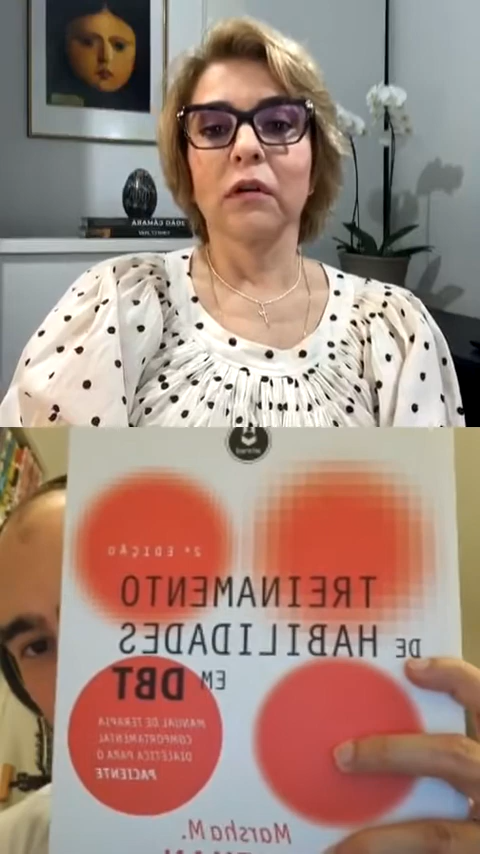 JOÃO CÂMARA
2ª EDIÇÃO
TREINAMENTO
DE HABILIDADES
EM DBT
MANUAL DE TERAPIA
COMPORTAMENTAL
DIALÉTICA PARA O
PACIENTE
Marsha M.